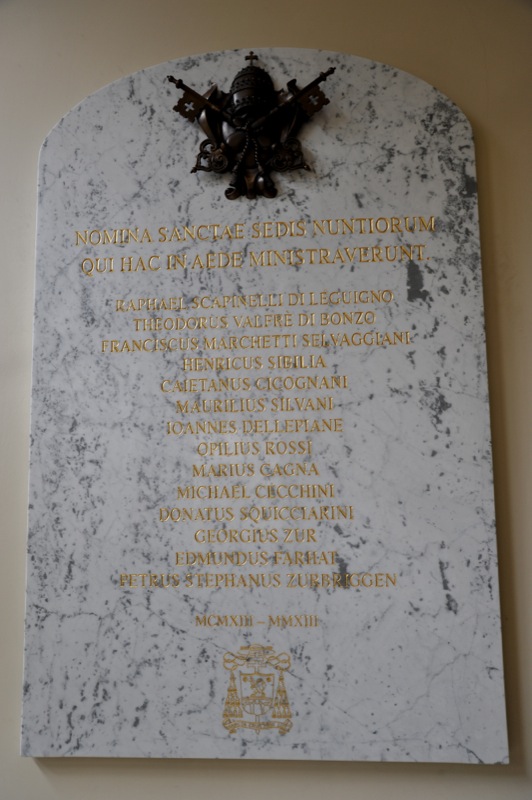 NOMINA SANCTAE SEDIS NUNTIORUM
QUI HAC IN AEDE MINISTRAVERUNT
RAPHAEL SCAPINELLI DI LEGUIGNO
THEODORUS VALFRÈ DI BONZO
FRANCISCUS MARCHETTI SELVAGGIANI
HENRICUS SIBILIA
CAIETANUS CICOGNANI
MAURILIUS SILVANI
IOANNES DELLEPIANE
OPILIUS ROSSI
MARIUS CAGNA
MICHAËL CECCHINI
DONATUS SQUICCIARINI
GEORGIUS ZUR
EDMUNDUS FARHAT
PETRUS STEPHANUS ZURBRIGGEN
MCMXIII – MMXIII